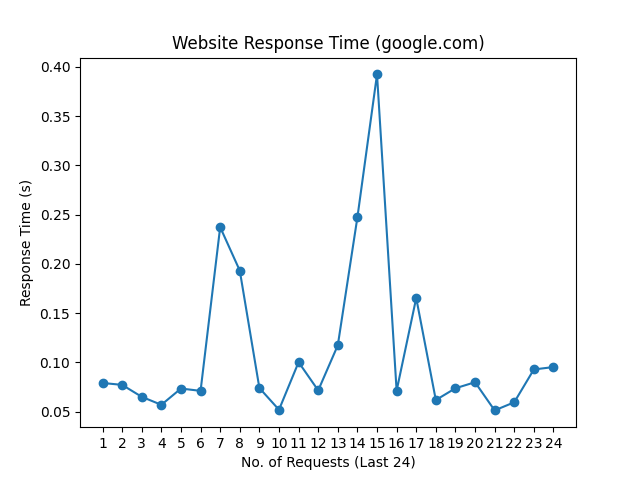 Website Response Time (google.com)
0.40
0.35
0.30
0.25
0.20
0.15
0.10
0.05
Response Time (s)
1 2 3 4 5 6 7 8 9 10 11 12 13 14 15 16 17 18 19 20 21 22 23 24
No. of Requests (Last 24)